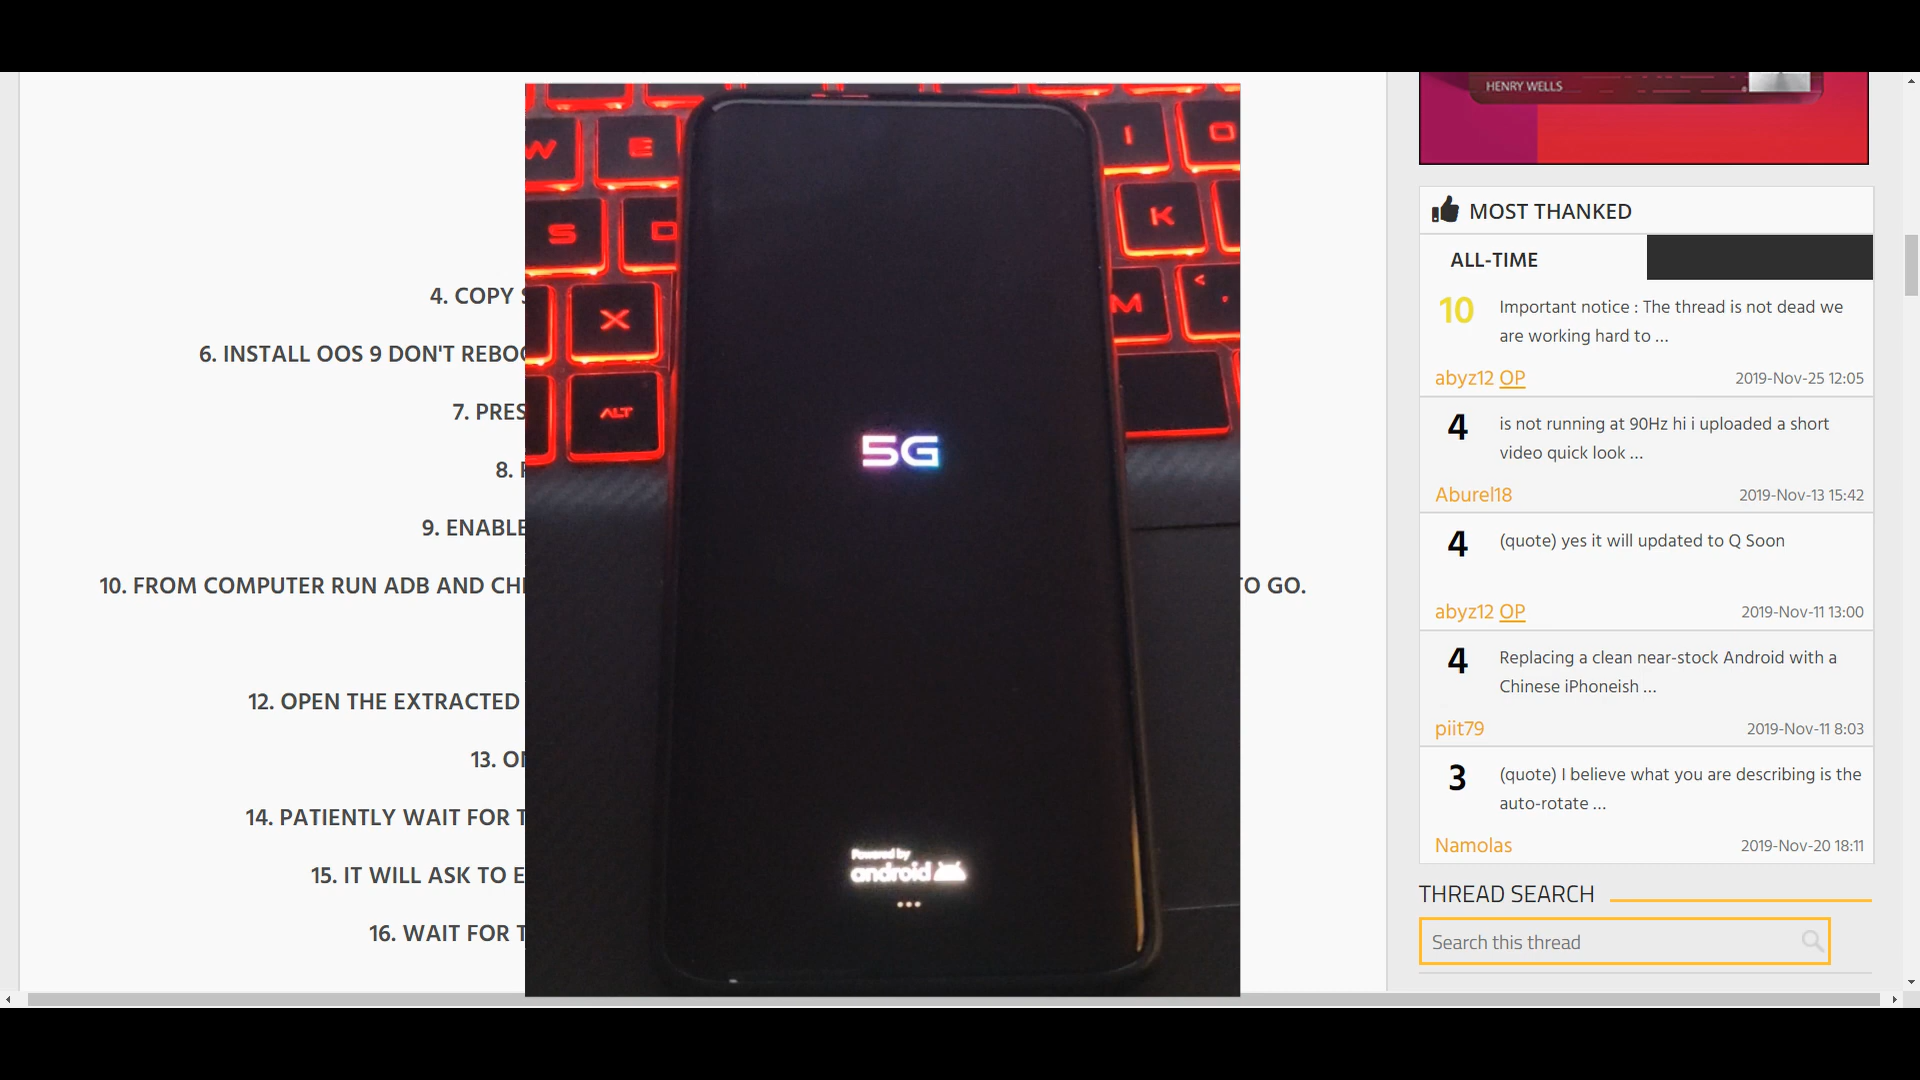 4. COPY
6. INSTALL OOS 9 DON'T
7.
8.
9. ENABLE
10. FROM COMPUTER RUN ADB AND
TO GO.
12. OPEN THE EXTRACTED
13.
14. PATIENTLY WAIT FOR
15. IT WILL ASK TO
16. WAIT FOR
W E I O
S D K
X M <
ALT
5G
Powered by
android
HENRY WELLS
MOST THANKED
ALL-TIME
10 Important notice : The thread is not dead we
are working hard to ...
abyz12 OP 2019-Nov-25 12:05
4 is not running at 90Hz hi i uploaded a short
video quick look ...
Aburel18 2019-Nov-13 15:42
4 (quote) yes it will updated to Q Soon
abyz12 OP 2019-Nov-11 13:00
4 Replacing a clean near-stock Android with a
Chinese iPhoneish ...
piit79 2019-Nov-11 8:03
3 (quote) I believe what you are describing is the
auto-rotate ...
Namolas 2019-Nov-20 18:11
THREAD SEARCH
Search this thread